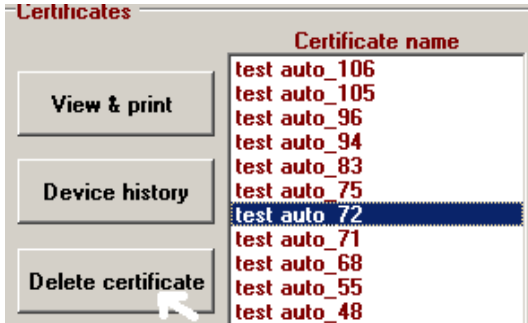 Certificates
Certificate name
View & print
Device history
Delete certificate
test auto_106
test auto_105
test auto_96
test auto_94
test auto_83
test auto_75
test auto_72
test auto_71
test auto_68
test auto_55
test auto_48